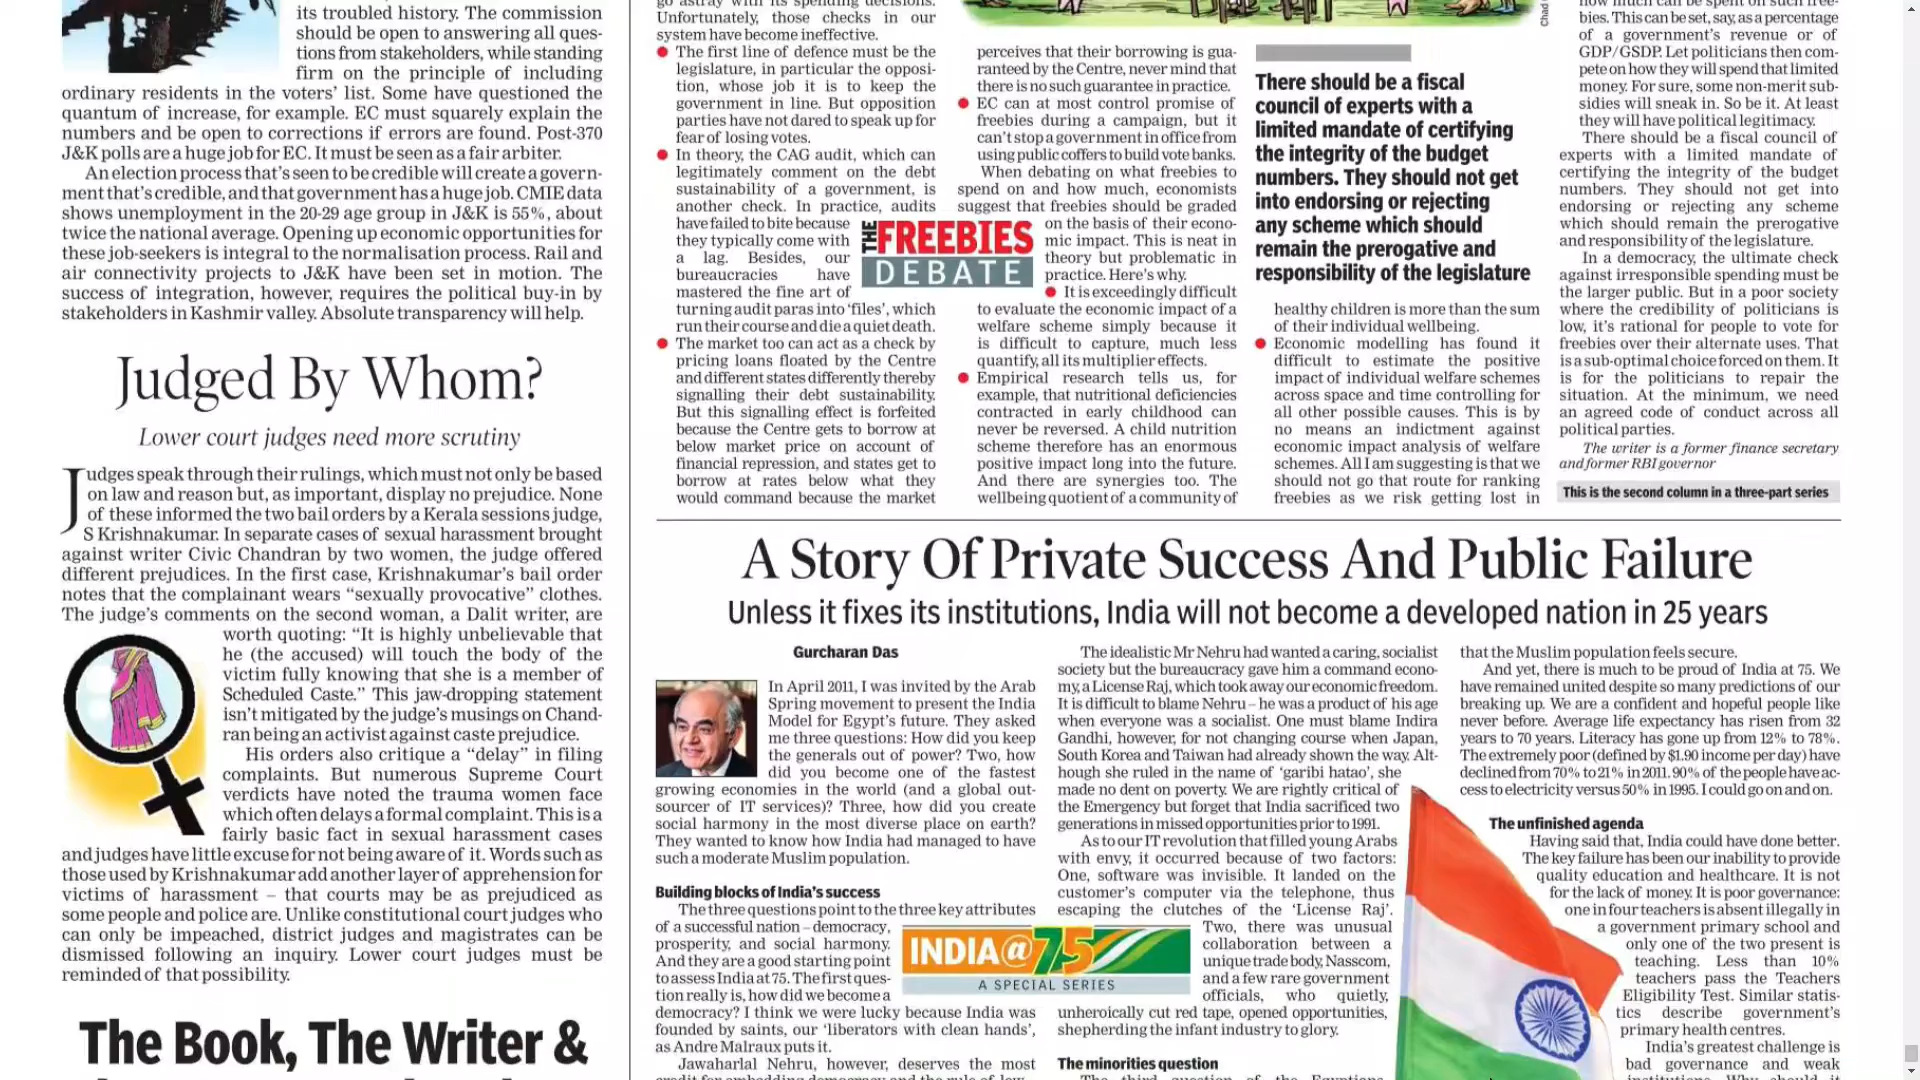 its troubled history. The commission
should be open to answering all ques-
tions from stakeholders, while standing
firm on the principle of including
ordinary residents in the voters' list. Some have questioned the
quantum of increase, for example. EC must squarely explain the
numbers and be open to corrections if errors are found. Post-370
J&K polls are a huge job for EC. It must be seen as a fair arbiter.
An election process that's seen to be credible will create a govern-
ment that's credible, and that government has a huge job. CMIE data
shows unemployment in the 20-29 age group in J&K is 55%, about
twice the national average. Opening up economic opportunities for
these job-seekers is integral to the normalisation process. Rail and
air connectivity projects to J&K have been set in motion. The
success of integration, however, requires the political buy-in by
stakeholders in Kashmir valley. Absolute transparency will help.
Judged By Whom?
Lower court judges need more scrutiny
Judges speak through their rulings, which must not only be based
on law and reason but, as important, display no prejudice. None
of these informed the two bail orders by a Kerala sessions judge,
S Krishnakumar. In separate cases of sexual harassment brought
against writer Civic Chandran by two women, the judge offered
different prejudices. In the first case, Krishnakumar's bail order
notes that the complainant wears "sexually provocative" clothes.
The judge's comments on the second woman, a Dalit writer, are
worth quoting: "It is highly unbelievable that
he (the accused) will touch the body of the
victim fully knowing that she is a member of
Scheduled Caste." This jaw-dropping statement
isn't mitigated by the judge's musings on Chand-
ran being an activist against caste prejudice.
His orders also critique a "delay" in filing
complaints. But numerous Supreme Court
verdicts have noted the trauma women face
which often delays a formal complaint. This is a
fairly basic fact in sexual harassment cases
and judges have little excuse for not being aware of it. Words such as
those used by Krishnakumar add another layer of apprehension for
victims of harassment – that courts may be as prejudiced as
some people and police are. Unlike constitutional court judges who
can only be impeached, district judges and magistrates can be
dismissed following an inquiry. Lower court judges must be
reminded of that possibility.
The Book, The Writer &
go astray with its spending decisions.
Unfortunately, those checks in our
system have become ineffective.
● The first line of defence must be the
legislature, in particular the opposi-
tion, whose job it is to keep the
government in line. But opposition
parties have not dared to speak up for
fear of losing votes.
● In theory, the CAG audit, which can
legitimately comment on the debt
sustainability of a government, is
another check. In practice, audits
have failed to bite because
they typically come with
a lag. Besides, our
bureaucracies have
mastered the fine art of
turning audit paras into 'files', which
run their course and die a quiet death.
● The market too can act as a check by
pricing loans floated by the Centre
and different states differently thereby
signalling their debt sustainability.
But this signalling effect is forfeited
because the Centre gets to borrow at
below market price on account of
financial repression, and states get to
borrow at rates below what they
would command because the market
THE FREEBIES
DEBATE
perceives that their borrowing is gua-
ranteed by the Centre, never mind that
there is no such guarantee in practice.
● EC can at most control promise of
freebies during a campaign, but it
can't stop a government in office from
using public coffers to build vote banks.
When debating on what freebies to
spend on and how much, economists
suggest that freebies should be graded
on the basis of their econo-
mic impact. This is neat in
theory but problematic in
practice. Here's why.
● It is exceedingly difficult
to evaluate the economic impact of a
welfare scheme simply because it
is difficult to capture, much less
quantify, all its multiplier effects.
● Empirical research tells us, for
example, that nutritional deficiencies
contracted in early childhood can
never be reversed. A child nutrition
scheme therefore has an enormous
positive impact long into the future.
And there are synergies too. The
wellbeing quotient of a community of
Chad
There should be a fiscal
council of experts with a
limited mandate of certifying
the integrity of the budget
numbers. They should not get
into endorsing or rejecting
any scheme which should
remain the prerogative and
responsibility of the legislature
healthy children is more than the sum
of their individual wellbeing.
● Economic modelling has found it
difficult to estimate the positive
impact of individual welfare schemes
across space and time controlling for
all other possible causes. This is by
no means an indictment against
economic impact analysis of welfare
schemes. All I am suggesting is that we
should not go that route for ranking
freebies as we risk getting lost in
how much can be spent on such free-
bies. This can be set, say, as a percentage
of a government's revenue or of
GDP/GSDP. Let politicians then com-
pete on how they will spend that limited
money. For sure, some non-merit sub-
sidies will sneak in. So be it. At least
they will have political legitimacy.
There should be a fiscal council of
experts with a limited mandate of
certifying the integrity of the budget
numbers. They should not get into
endorsing or rejecting any scheme
which should remain the prerogative
and responsibility of the legislature.
In a democracy, the ultimate check
against irresponsible spending must be
the larger public. But in a poor society
where the credibility of politicians is
low, it's rational for people to vote for
freebies over their alternate uses. That
is a sub-optimal choice forced on them. It
is for the politicians to repair the
situation. At the minimum, we need
an agreed code of conduct across all
political parties.
The writer is a former finance secretary
and former RBI governor
This is the second column in a three-part series
A Story Of Private Success And Public Failure
Unless it fixes its institutions, India will not become a developed nation in 25 years
Gurcharan Das
In April 2011, I was invited by the Arab
Spring movement to present the India
Model for Egypt's future. They asked
me three questions: How did you keep
the generals out of power? Two, how
did you become one of the fastest
growing economies in the world (and a global out-
sourcer of IT services)? Three, how did you create
social harmony in the most diverse place on earth?
They wanted to know how India had managed to have
such a moderate Muslim population.
Building blocks of India's success
The three questions point to the three key attributes
of a successful nation – democracy,
prosperity, and social harmony.
And they are a good starting point
to assess India at 75. The first ques-
tion really is, how did we become a
democracy? I think we were lucky because India was
founded by saints, our 'liberators with clean hands',
as Andre Malraux puts it.
Jawaharlal Nehru, however, deserves the most
credit for embedding democracy and the rule of law
INDIA@75
A SPECIAL SERIES
The idealistic Mr Nehru had wanted a caring, socialist
society but the bureaucracy gave him a command econo-
my, a License Raj, which took away our economic freedom.
It is difficult to blame Nehru – he was a product of his age
when everyone was a socialist. One must blame Indira
Gandhi, however, for not changing course when Japan,
South Korea and Taiwan had already shown the way. Alt-
hough she ruled in the name of 'garibi hatao', she
made no dent on poverty. We are rightly critical of
the Emergency but forget that India sacrificed two
generations in missed opportunities prior to 1991.
As to our IT revolution that filled young Arabs
with envy, it occurred because of two factors:
One, software was invisible. It landed on the
customer's computer via the telephone, thus
escaping the clutches of the 'License Raj'.
Two, there was unusual
collaboration between a
unique trade body, Nasscom,
and a few rare government
officials, who quietly,
unheroically cut red tape, opened opportunities,
shepherding the infant industry to glory.
The minorities question
The third question of the Egyptians
that the Muslim population feels secure.
And yet, there is much to be proud of India at 75. We
have remained united despite so many predictions of our
breaking up. We are a confident and hopeful people like
never before. Average life expectancy has risen from 32
years to 70 years. Literacy has gone up from 12% to 78%.
The extremely poor (defined by $1.90 income per day) have
declined from 70% to 21% in 2011. 90% of the people have ac-
cess to electricity versus 50% in 1995. I could go on and on.
The unfinished agenda
Having said that, India could have done better.
The key failure has been our inability to provide
quality education and healthcare. It is not
for the lack of money. It is poor governance:
one in four teachers is absent illegally in
a government primary school and
only one of the two present is
teaching. Less than 10%
teachers pass the Teachers
Eligibility Test. Similar statis-
tics describe government's
primary health centres.
India's greatest challenge is
bad governance and weak